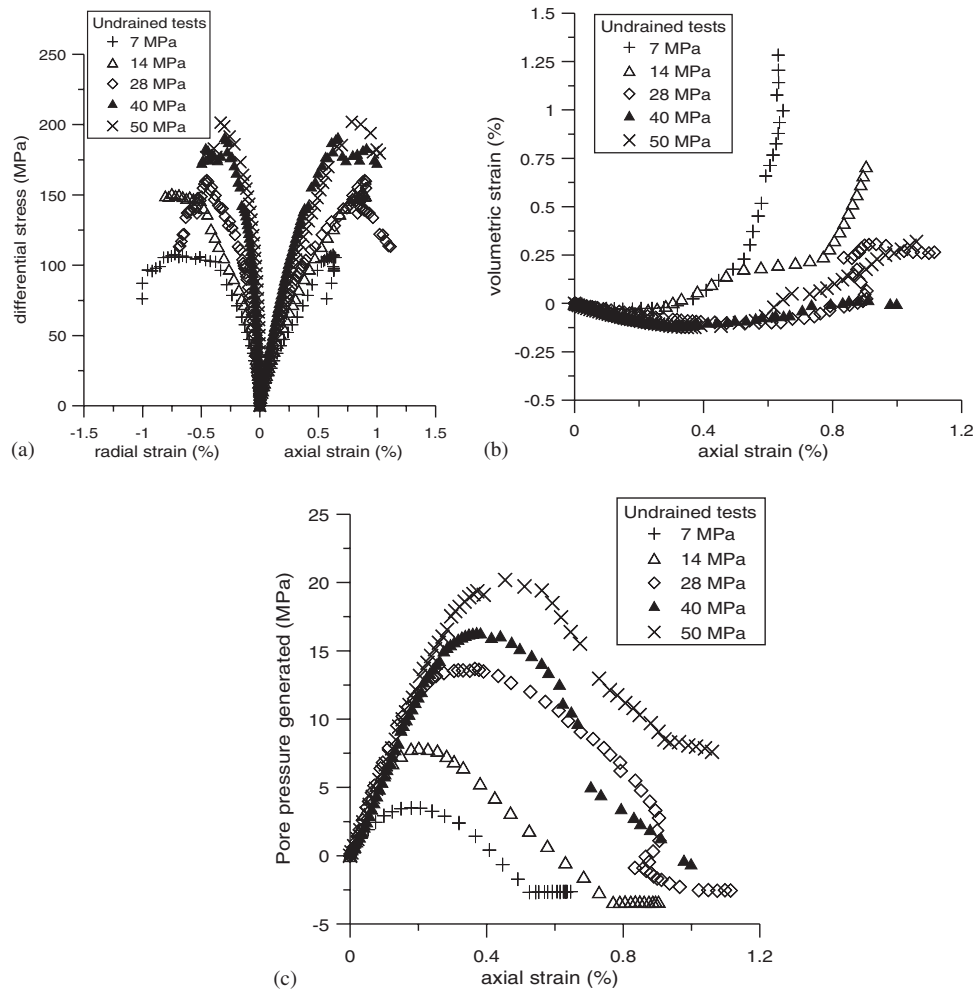 Undrained tests
7 MPa
14 MPa
28 MPa
40 MPa
50 MPa
250
200
150
100
50
0
differential stress (MPa)
-1.5 -1 -0.5 0 0.5 1 1.5
radial strain (%) axial strain (%)
(a)
Undrained tests
7 MPa
14 MPa
28 MPa
40 MPa
50 MPa
1.5
1.25
1
0.75
0.5
0.25
0
-0.25
-0.5
volumetric strain (%)
0 0.4 0.8 1.2
axial strain (%)
(b)
Undrained tests
7 MPa
14 MPa
28 MPa
40 MPa
50 MPa
25
20
15
10
5
0
-5
Pore pressure generated (MPa)
0 0.4 0.8 1.2
axial strain (%)
(c)